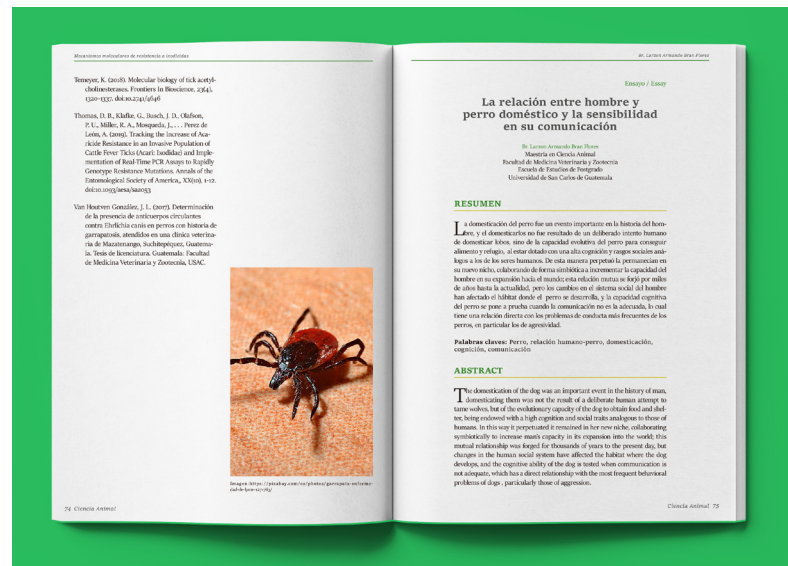 Mecanismos moleculares de resistencia a ixodicidas
Temeyer, K. (2018). Molecular biology of tick acetyl-
cholinesterases. Frontiers In Bioscience, 23(4),
1320-1337. doi:10.2741/4646
Thomas, D. B., Klafke, G., Busch, J. D., Olafson,
P. U., Miller, R. A., Mosqueda, J., . . . Perez de
León, A. (2019). Tracking the Increase of Aca-
ricide Resistance in an Invasive Population of
Cattle Fever Ticks (Acari: Ixodidae) and Imple-
mentation of Real-Time PCR Assays to Rapidly
Genotype Resistance Mutations. Annals of the
Entomological Society of America,, XX(10), 1-12.
Van Houtven González, J. L. (2017). Determinación
de la presencia de anticuerpos circulantes
contra Ehrlichia canis en perros con historia de
garrapatosis, atendidos en una clínica veterina-
ria de Mazatenango, Suchitepéquez, Guatema-
la. Tesis de licenciatura. Guatemala: Facultad
de Medicina Veterinaria y Zootecnia, USAC.
Imagen:
74 Ciencia Animal
Br. Larson Armando Bran Flores
Ensayo / Essay
La relación entre hombre y
perro doméstico y la sensibilidad
en su comunicación
Br. Larson Armando Bran Flores
Maestría en Ciencia Animal
Facultad de Medicina Veterinaria y Zootecnia
Escuela de Estudios de Postgrado
Universidad de San Carlos de Guatemala
RESUMEN
La domesticación del perro fue un evento importante en la historia del hom-
bre, y el domesticarlos no fue resultado de un deliberado intento humano
de domesticar lobos, sino de la capacidad evolutiva del perro para conseguir
alimento y refugio, al estar dotado con una alta cognición y rasgos sociales aná-
logos a los de los seres humanos. De esta manera perpetuó la permanecían en
su nuevo nicho, colaborando de forma simbiótica a incrementar la capacidad del
hombre en su expansión hacia el mundo; esta relación mutua se forjó por miles
de años hasta la actualidad, pero los cambios en el sistema social del hombre
han afectado el hábitat donde el perro se desarrolla, y la capacidad cognitiva
del perro se pone a prueba cuando la comunicación no es la adecuada, lo cual
tiene una relación directa con los problemas de conducta más frecuentes de los
perros, en particular los de agresividad.
Palabras claves: Perro, relación humano-perro, domesticación,
cognición, comunicación
ABSTRACT
The domestication of the dog was an important event in the history of man,
domesticating them was not the result of a deliberate human attempt to
tame wolves, but of the evolutionary capacity of the dog to obtain food and shel-
ter, being endowed with a high cognition and social traits analogous to those of
humans. In this way it perpetuated it remained in her new niche, collaborating
symbiotically to increase man's capacity in its expansion into the world; this
mutual relationship was forged for thousands of years to the present day, but
changes in the human social system have affected the habitat where the dog
develops, and the cognitive ability of the dog is tested when communication is
not adequate, which has a direct relationship with the most frequent behavioral
problems of dogs , particularly those of aggression.
Ciencia Animal 75